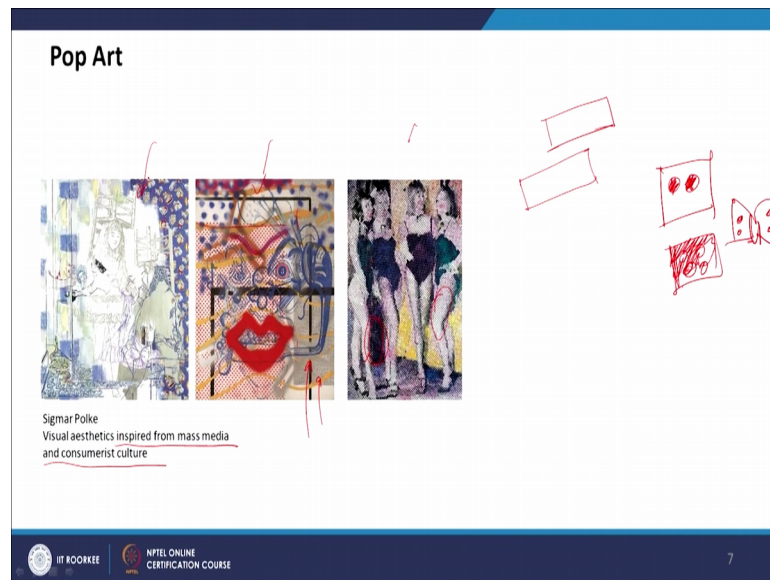 Pop Art
Sigmar Polke
Visual aesthetics inspired from mass media
and consumerist culture
IIT ROORKEE
NPTEL ONLINE
CERTIFICATION COURSE
7